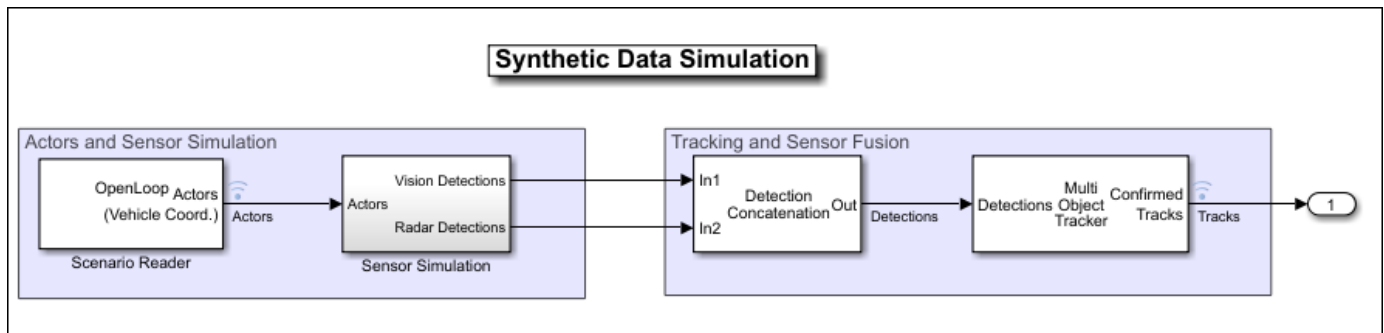 Synthetic Data Simulation
Actors and Sensor Simulation
OpenLoop
(Vehicle Coord.)
Actors
Scenario Reader
Actors
Actors
Vision Detections
Radar Detections
Sensor Simulation
Tracking and Sensor Fusion
In1
In2
Detection
Concatenation
Out
Detections
Detections
Multi
Object
Tracker
Confirmed
Tracks
Tracks
1